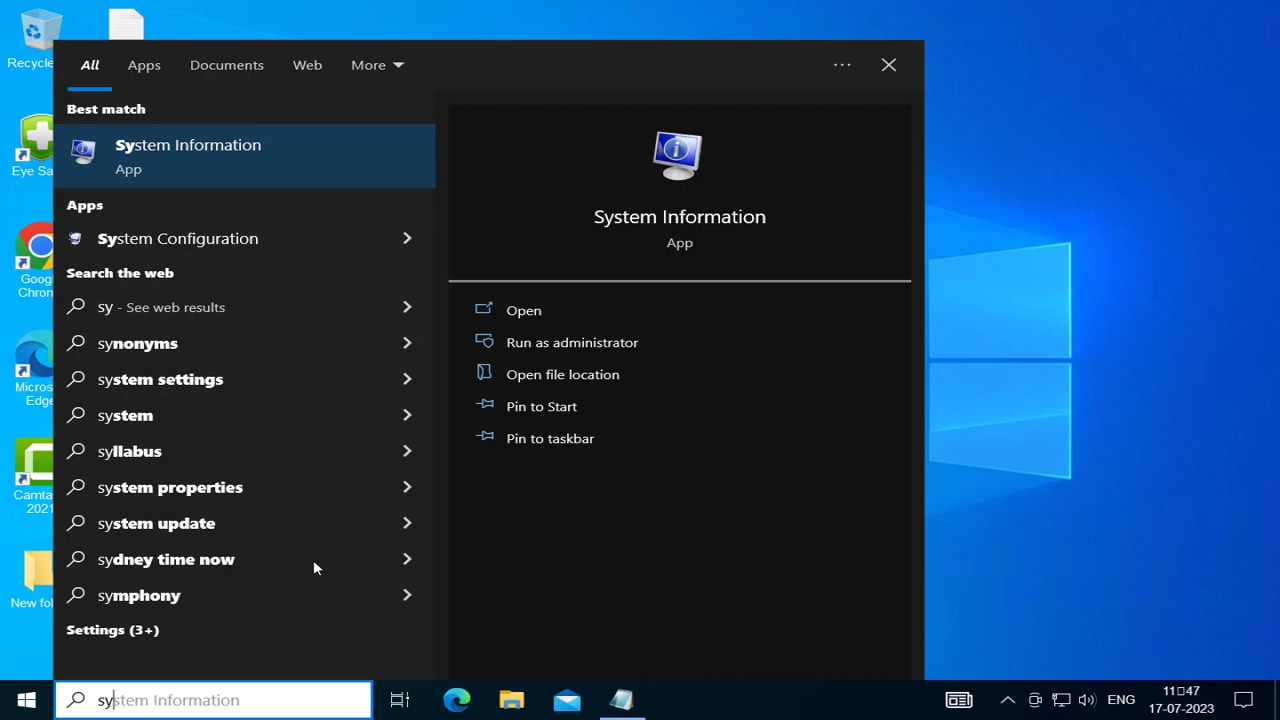 Recycle
Eye Sa
Goog
Chron
Micros
Edge
Camta
2021
New fol
All Apps Documents Web More
Best match
System Information
App
Apps
System Configuration
Search the web
sy - See web results
synonyms
system settings
system
syllabus
system properties
system update
sydney time now
symphony
Settings (3+)
System Information
App
Open
Run as administrator
Open file location
Pin to Start
Pin to taskbar
system Information
ENG
11▯47
17-07-2023